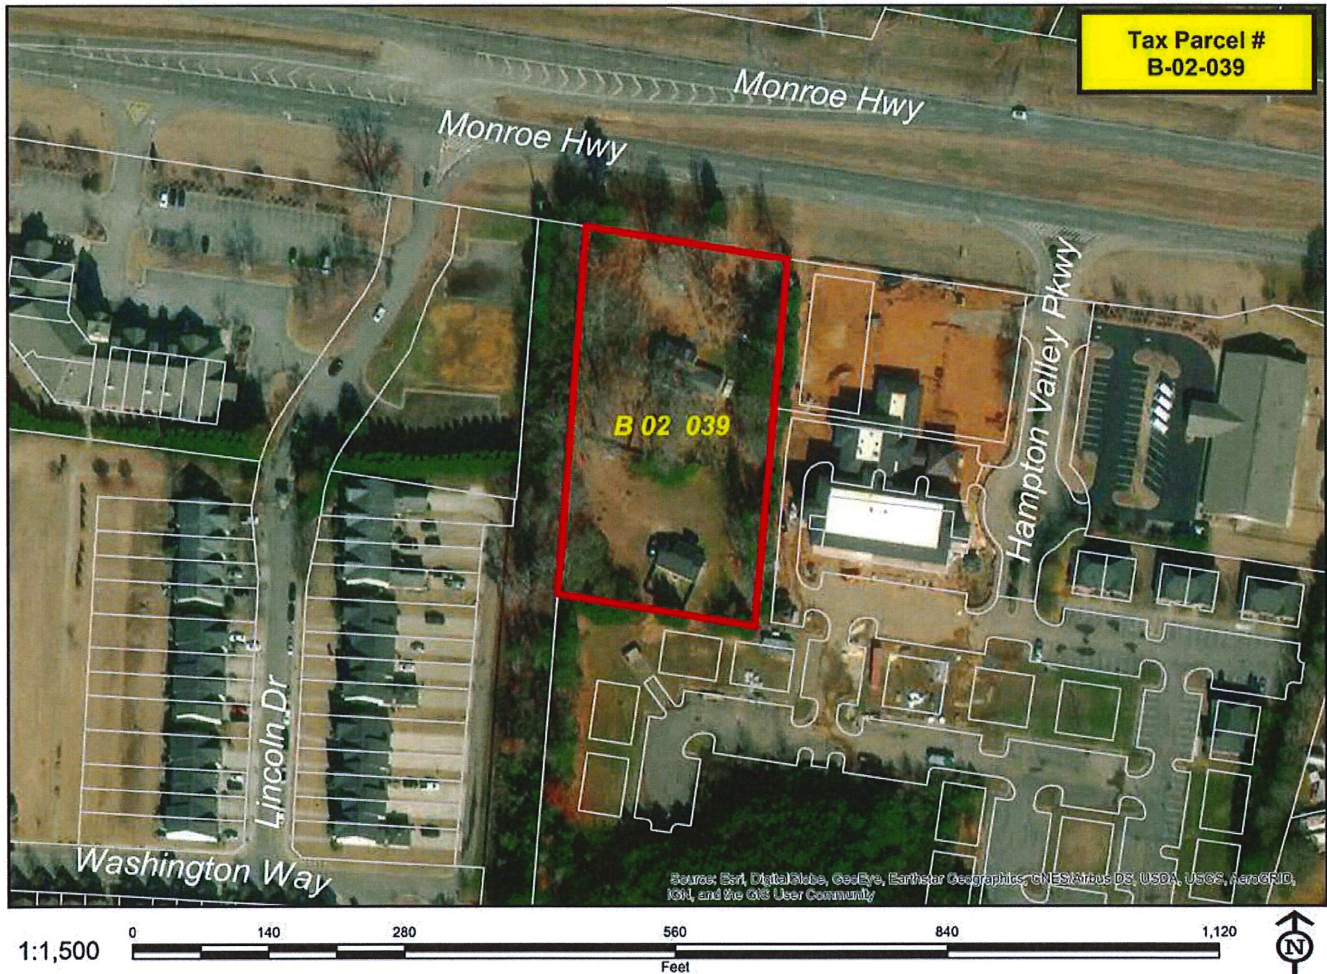 Tax Parcel #
B-02-039
Monroe Hwy
Monroe Hwy
Hampton Valley Pkwy
B 02 039
Lincoln Dr
Washington Way
Source: Esri, DigitalGlobe, GeoEye, Earthstar Geographics, CNES/Airbus DS, USDA, USGS, AeroGRID,
IGN, and the GIS User Community
1:1,500
0 140 280 560 840 1,120
Feet
N